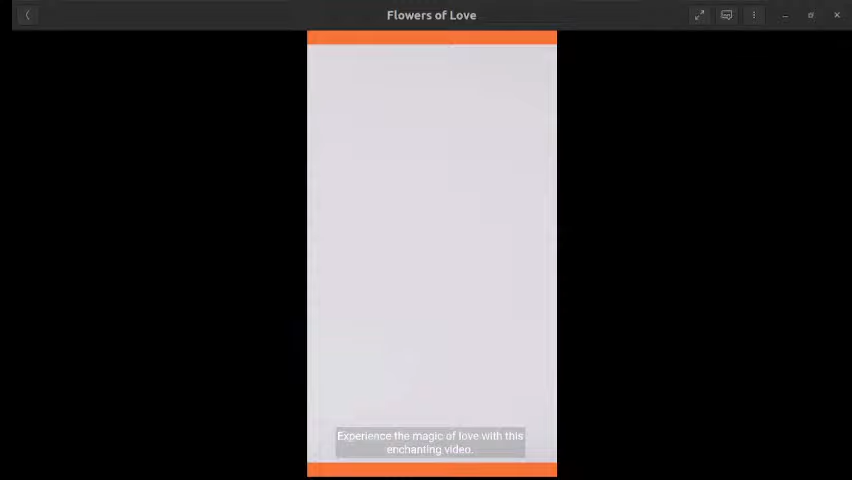 Flowers of Love
Experience the magic of love with this
enchanting video.